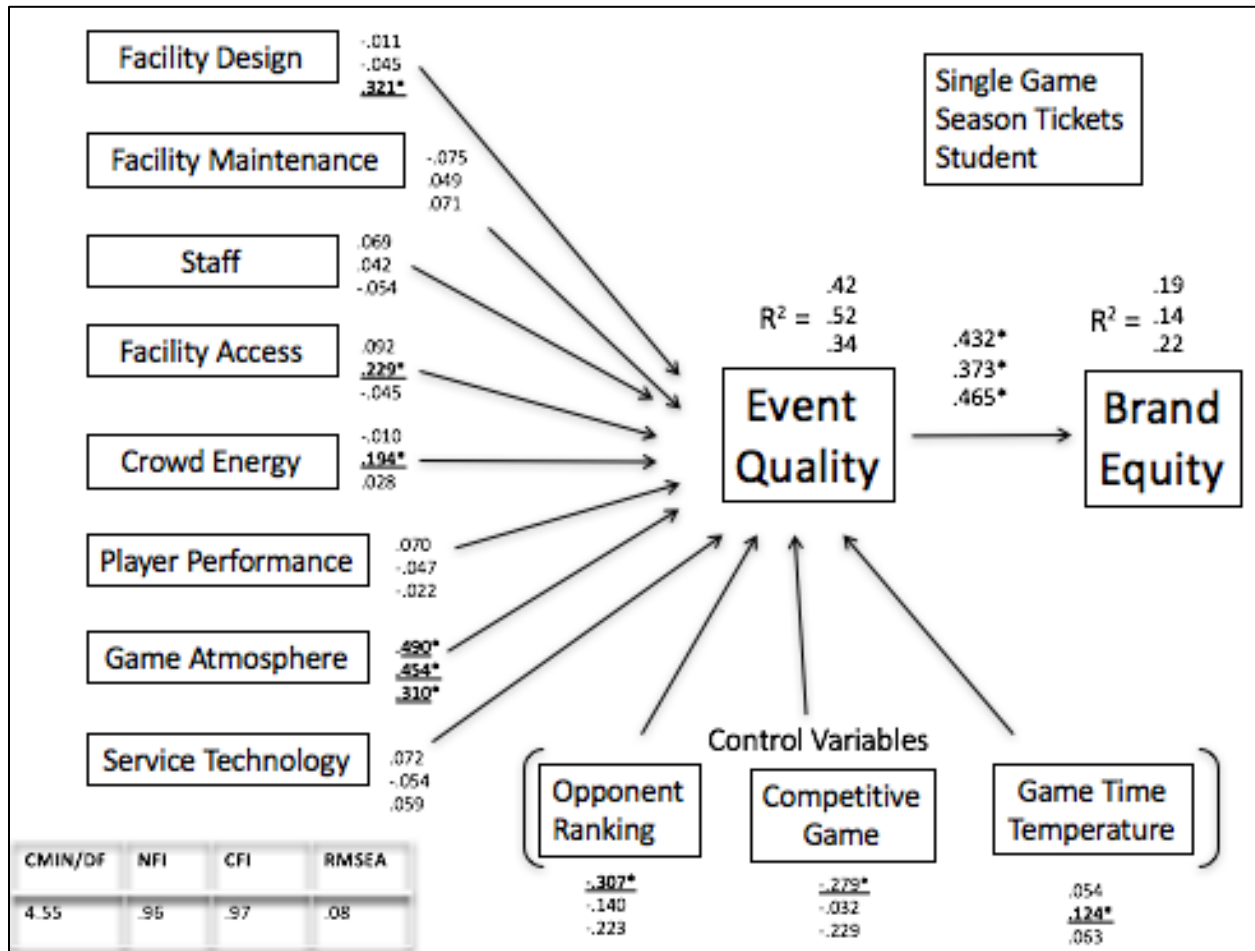 Facility Design
-.011
-.045
.321*
Single Game
Season Tickets
Student
Facility Maintenance
-.075
.049
.071
Staff
.069
.042
-.054
Facility Access
.092
.229*
-.045
R² =
.42
.52
.34
.432*
.373*
.465*
R² =
.19
.14
.22
Event
Quality
Brand
Equity
Crowd Energy
-.010
.194*
.028
Player Performance
.070
-.047
-.022
Game Atmosphere
.490*
.454*
.310*
Service Technology
.072
-.054
.059
Control Variables
Opponent
Ranking
Competitive
Game
Game Time
Temperature
-.307*
-.140
-.223
-.279*
-.032
-.229
.054
.124*
.063
CMIN/DF NFI CFI RMSEA
4.55 .96 .97 .08